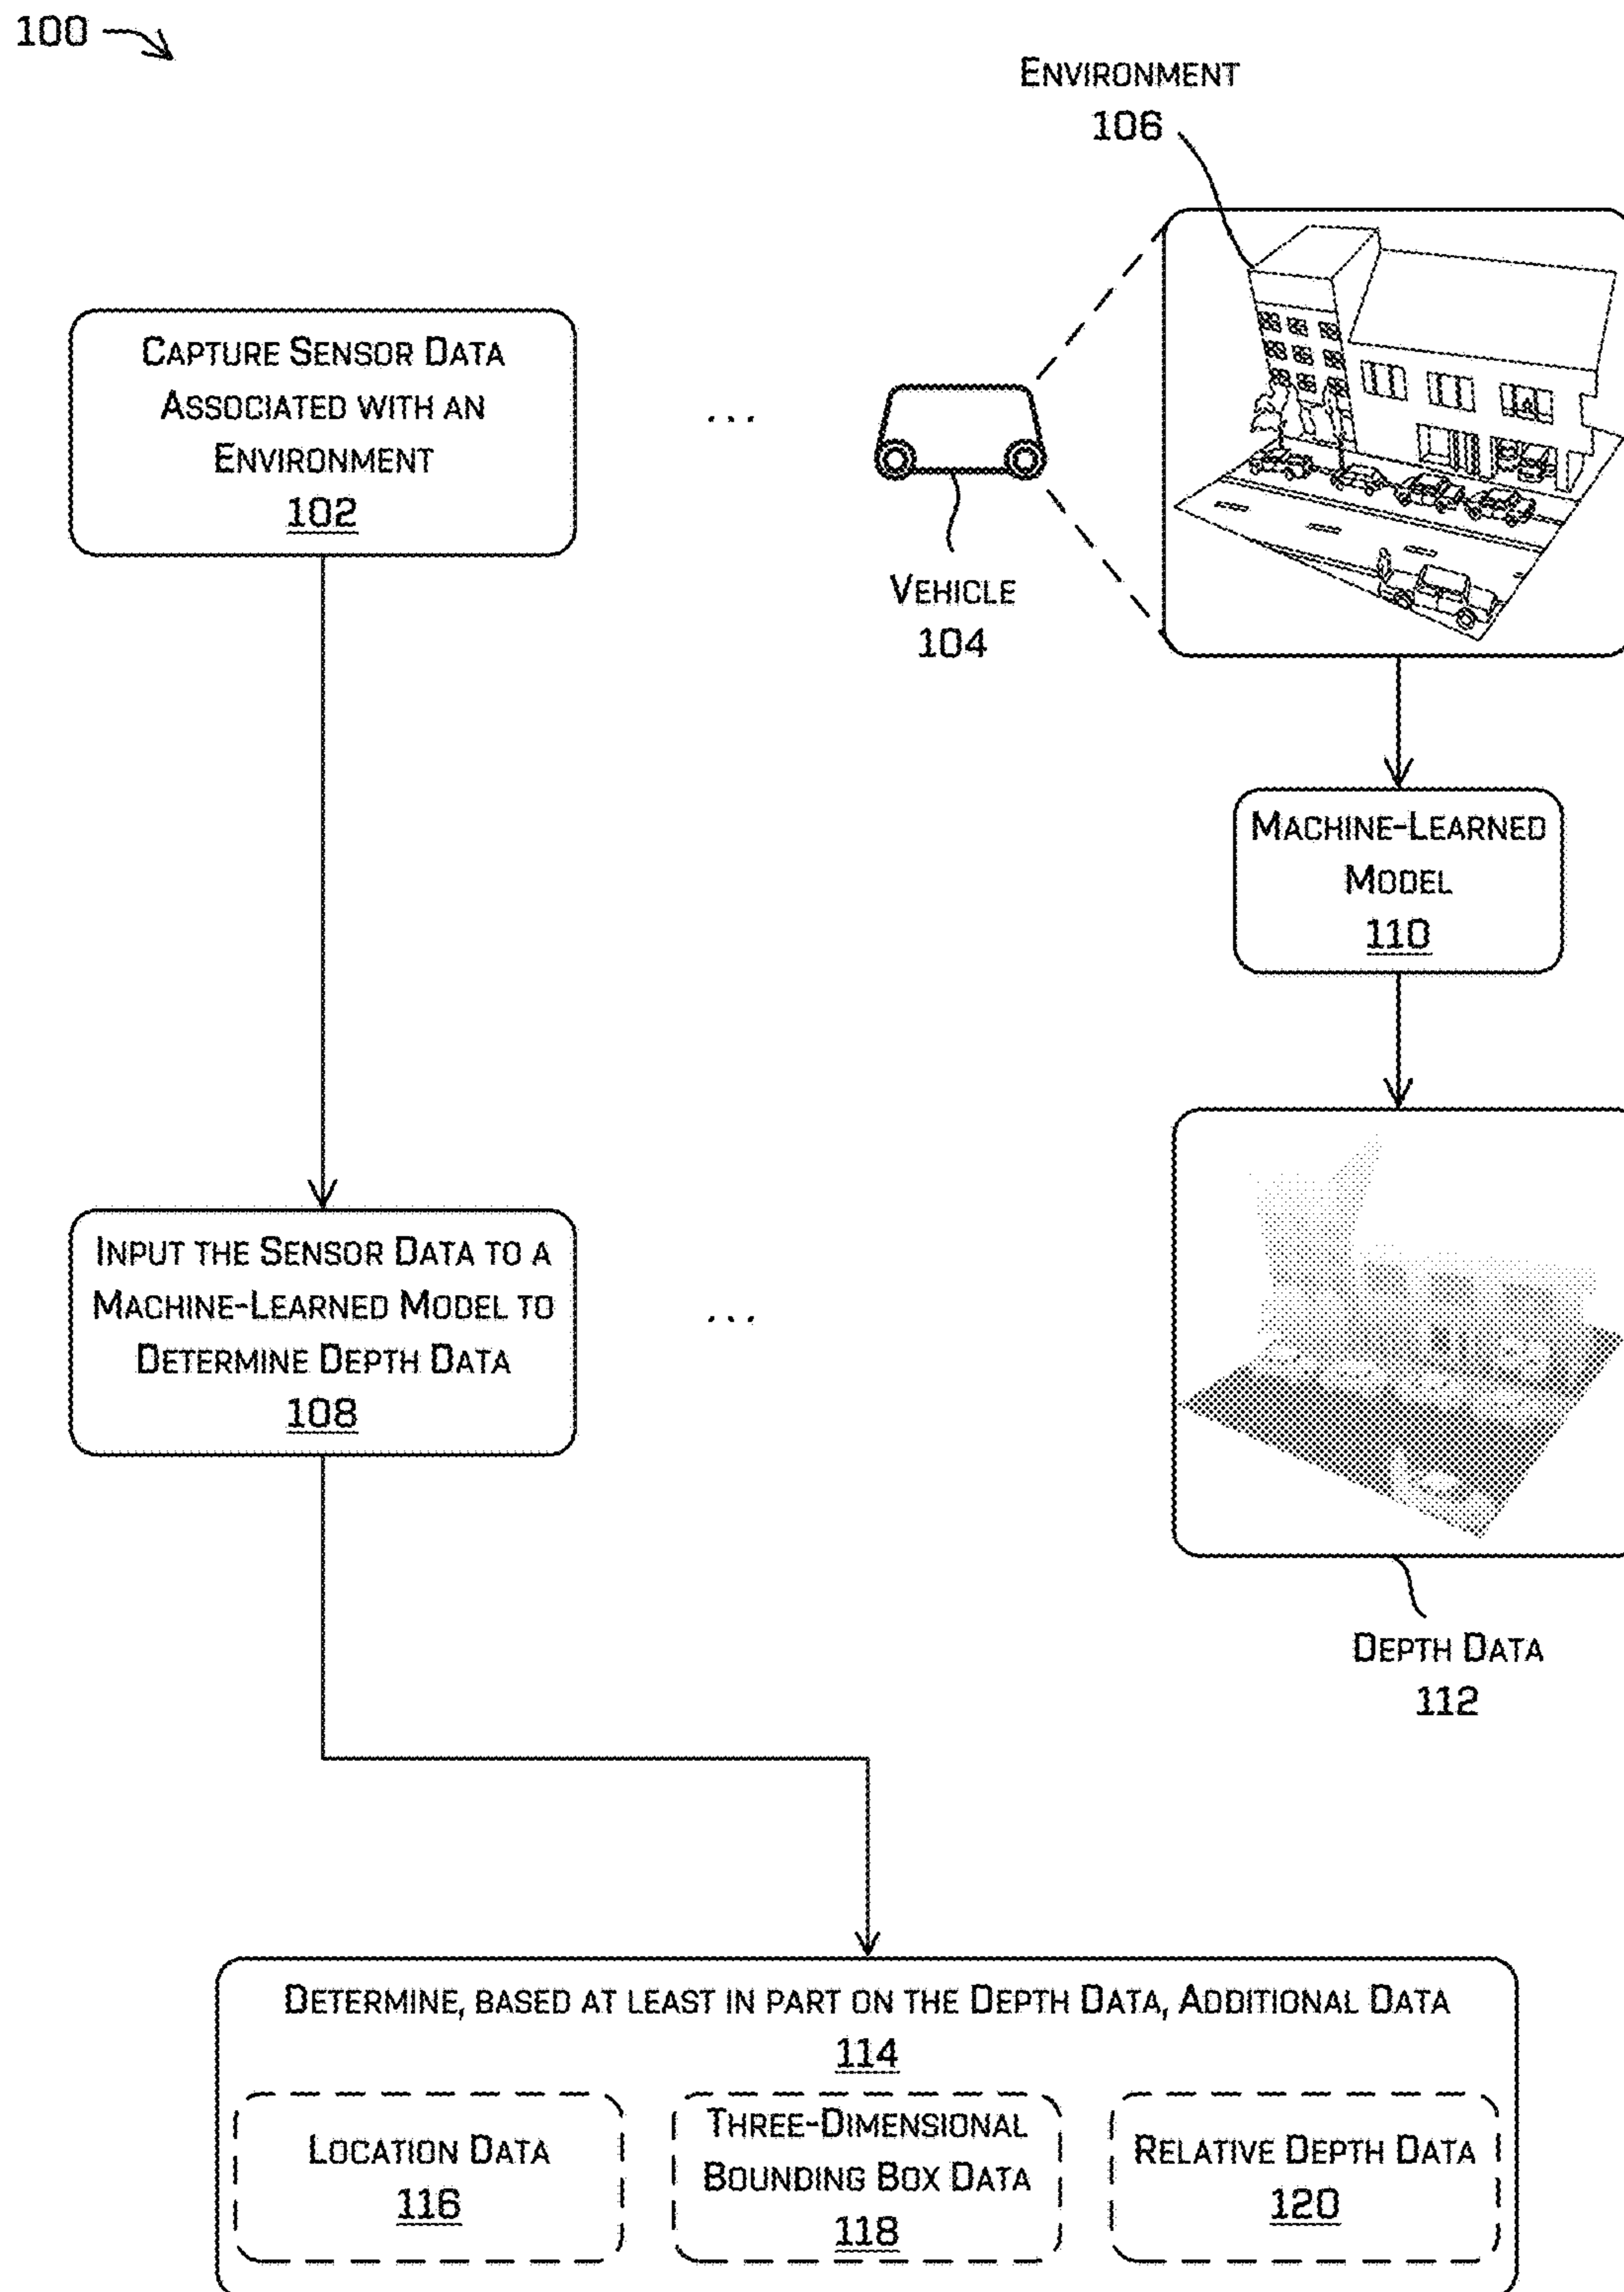 100
ENVIRONMENT
106
CAPTURE SENSOR DATA
ASSOCIATED WITH AN
ENVIRONMENT
102
...
VEHICLE
104
MACHINE-LEARNED
MODEL
110
INPUT THE SENSOR DATA TO A
MACHINE-LEARNED MODEL TO
DETERMINE DEPTH DATA
108
...
DEPTH DATA
112
DETERMINE, BASED AT LEAST IN PART ON THE DEPTH DATA, ADDITIONAL DATA
114
LOCATION DATA
116
THREE-DIMENSIONAL
BOUNDING BOX DATA
118
RELATIVE DEPTH DATA
120